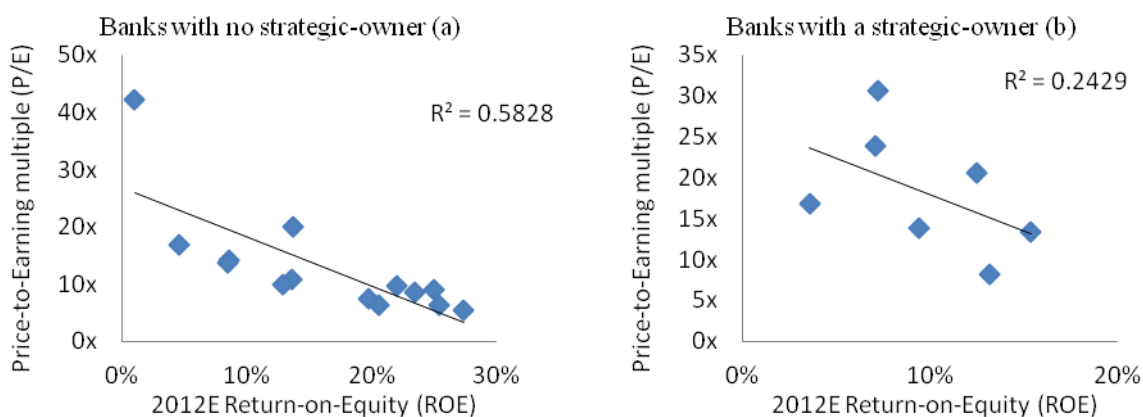 Banks with no strategic-owner (a)
Price-to-Earning multiple (P/E)
50x
40x
30x
20x
10x
0x
R² = 0.5828
0%
10%
20%
30%
2012E Return-on-Equity (ROE)
Banks with a strategic-owner (b)
Price-to-Earning multiple (P/E)
35x
30x
25x
20x
15x
10x
5x
0x
R² = 0.2429
0%
10%
20%
2012E Return-on-Equity (ROE)